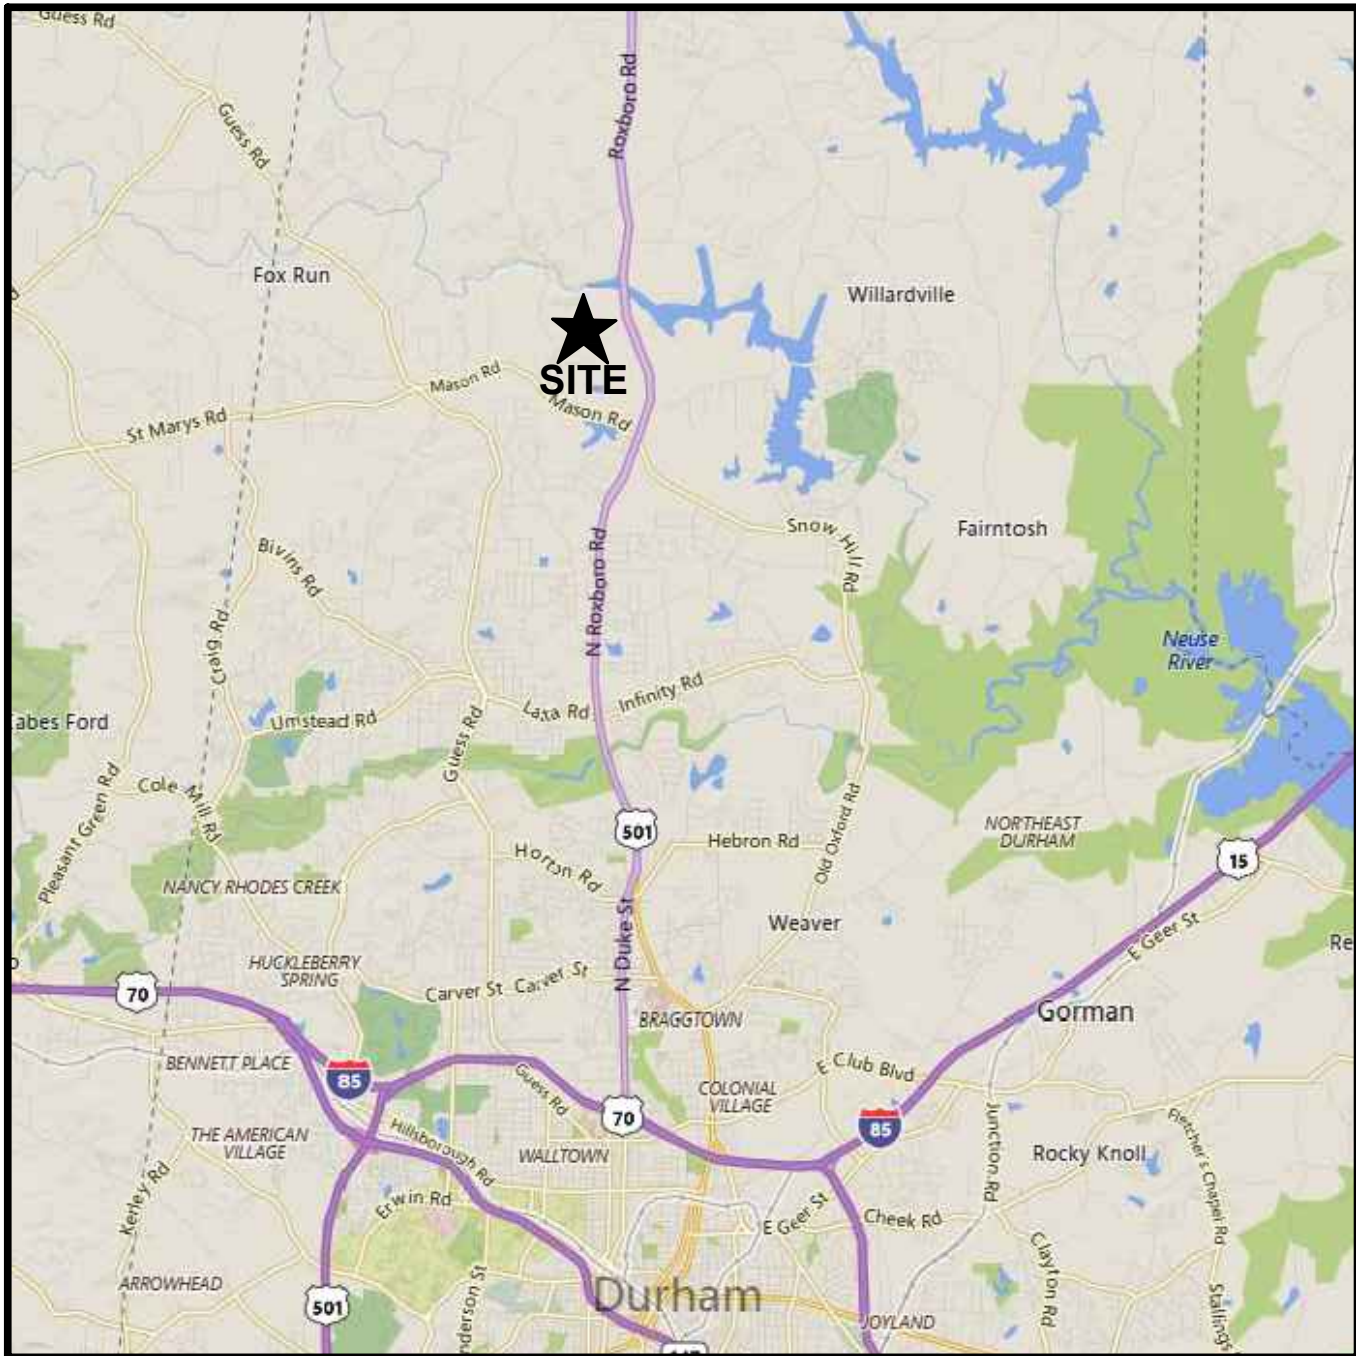 Guess Rd
Roxboro Rd
Guess Rd
Fox Run
Willardville
SITE
Mason Rd
Mason Rd
St Marys Rd
Snow Hill Rd
Fairntosh
Bivins Rd
N Roxboro Rd
Craig Rd
Neuse
River
Infinity Rd
Latta Rd
Umstead Rd
abes Ford
Guess Rd
Cole Mill Rd
Pleasant Green Rd
501
Hebron Rd
Old Oxford Rd
NORTHEAST
DURHAM
15
Horton Rd
NANCY RHODES CREEK
Weaver
N Duke St
E Geer St
Re
HUCKLEBERRY
SPRING
70
Carver St
Carver St
Gorman
BRAGGTOWN
BENNETT PLACE
85
E Club Blvd
COLONIAL
VILLAGE
Guess Rd
70
85
Junction Rd
Fletcher's Chapel Rd
THE AMERICAN
VILLAGE
Hillsborough Rd
WALLTOWN
Rocky Knoll
Kerley Rd
Erwin Rd
E Geer St
Cheek Rd
Clayton Rd
ARROWHEAD
501
nderson St
Durham
JOYLAND
Stallings